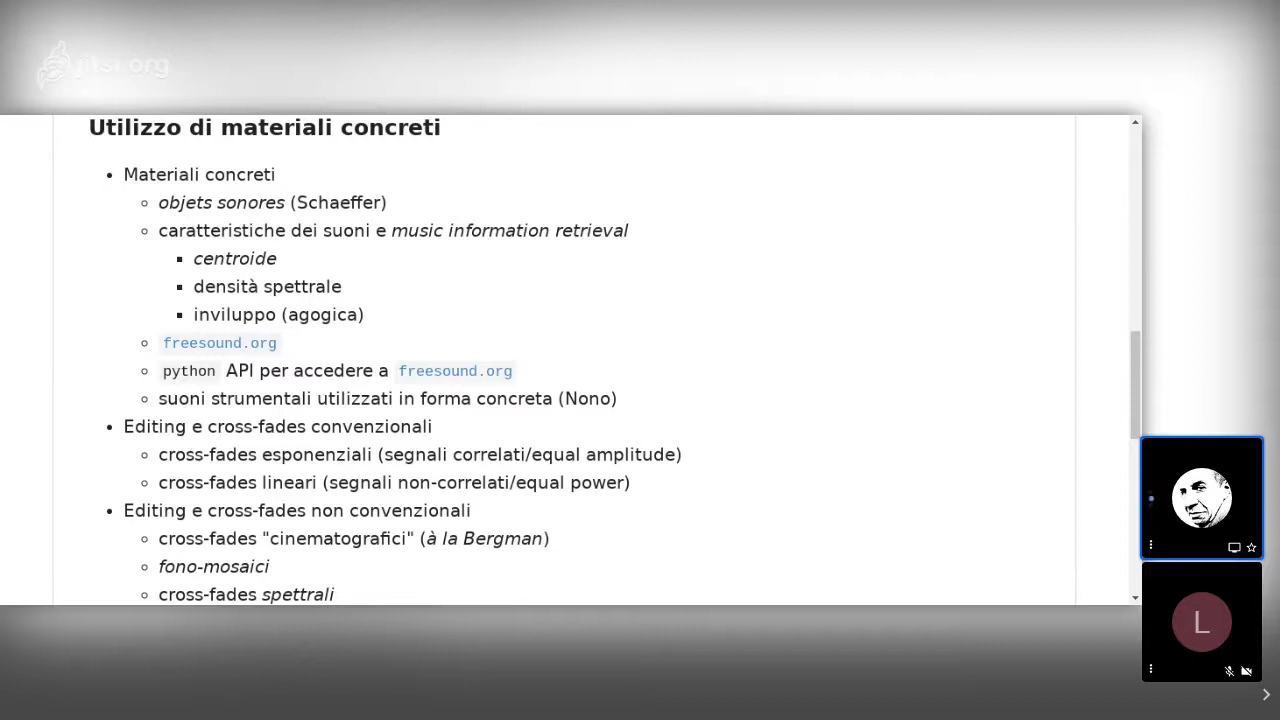 jitsi.org
Utilizzo di materiali concreti
• Materiali concreti
◦ objets sonores (Schaeffer)
◦ caratteristiche dei suoni e music information retrieval
▪ centroide
▪ densità spettrale
▪ inviluppo (agogica)
◦ freesound.org
◦ python API per accedere a freesound.org
◦ suoni strumentali utilizzati in forma concreta (Nono)
• Editing e cross-fades convenzionali
◦ cross-fades esponenziali (segnali correlati/equal amplitude)
◦ cross-fades lineari (segnali non-correlati/equal power)
• Editing e cross-fades non convenzionali
◦ cross-fades "cinematografici" (à la Bergman)
◦ fono-mosaici
◦ cross-fades spettrali
L